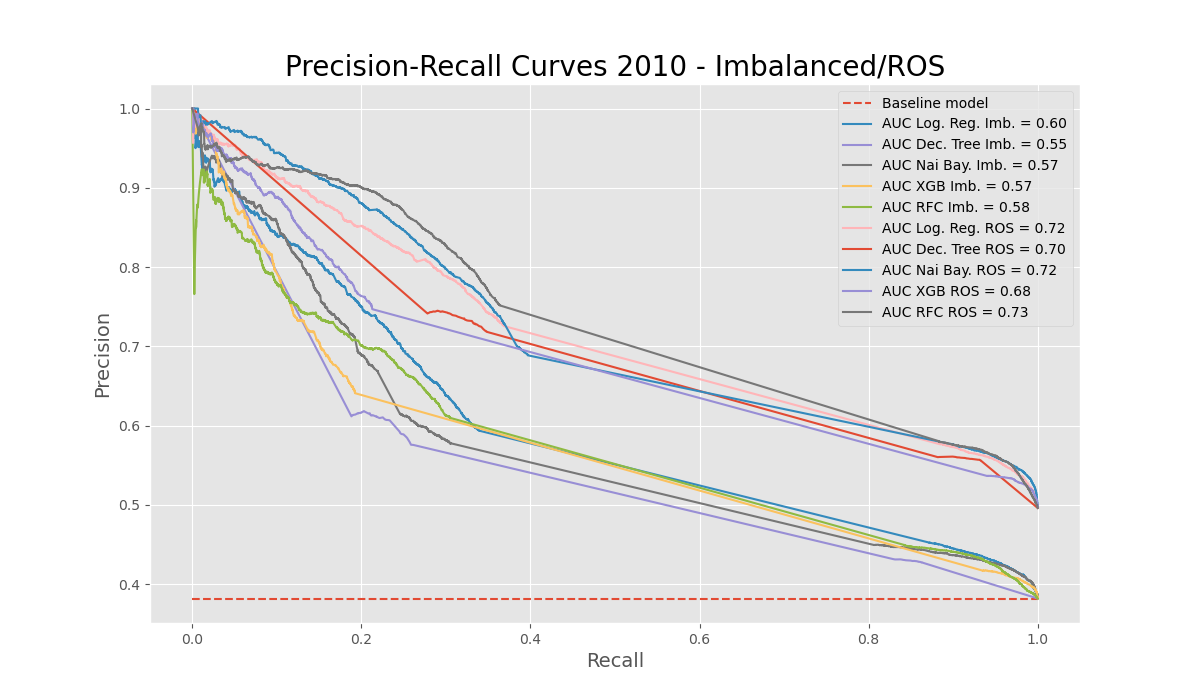 Precision-Recall Curves 2010 - Imbalanced/ROS
Baseline model
AUC Log. Reg. Imb. = 0.60
AUC Dec. Tree Imb. = 0.55
AUC Nai Bay. Imb. = 0.57
AUC XGB Imb. = 0.57
AUC RFC Imb. = 0.58
AUC Log. Reg. ROS = 0.72
AUC Dec. Tree ROS = 0.70
AUC Nai Bay. ROS = 0.72
AUC XGB ROS = 0.68
AUC RFC ROS = 0.73
Precision
1.0
0.9
0.8
0.7
0.6
0.5
0.4
0.0 0.2 0.4 0.6 0.8 1.0
Recall